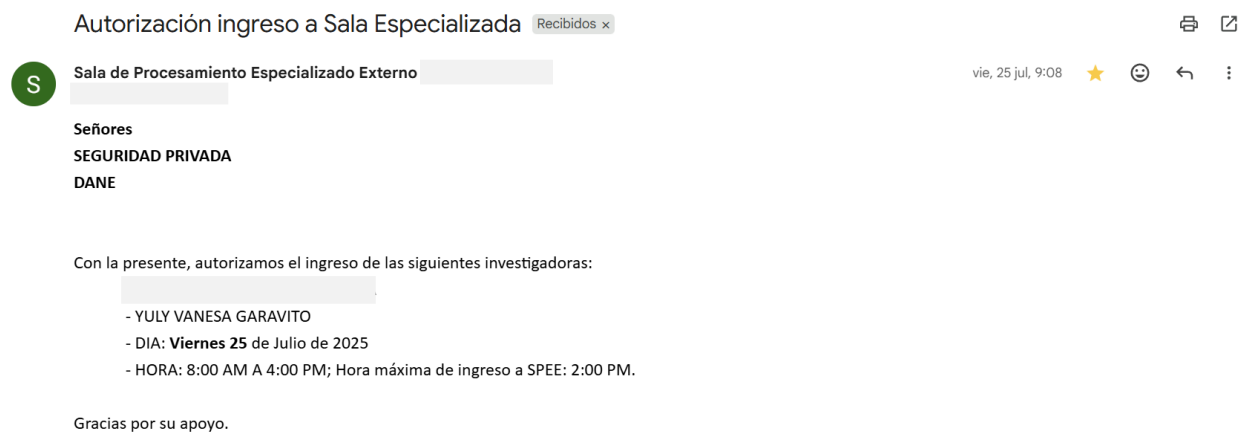 Autorización ingreso a Sala Especializada Recibidos x
Sala de Procesamiento Especializado Externo
vie, 25 jul, 9:08
S
Señores
SEGURIDAD PRIVADA
DANE
Con la presente, autorizamos el ingreso de las siguientes investigadoras:
- YULY VANESA GARAVITO
- DIA: Viernes 25 de Julio de 2025
- HORA: 8:00 AM A 4:00 PM; Hora máxima de ingreso a SPEE: 2:00 PM.
Gracias por su apoyo.